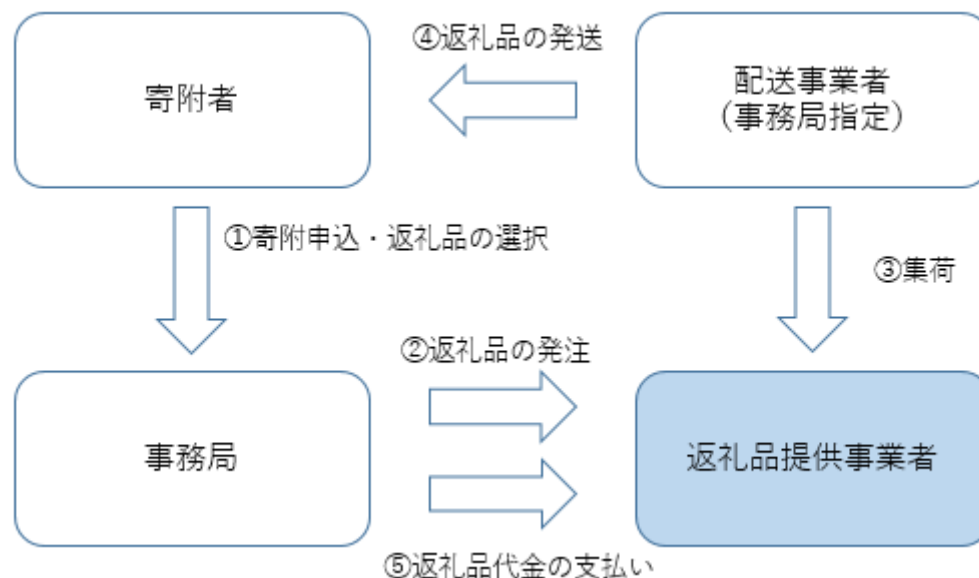 ④返礼品の発送
寄附者
配送事業者
（事務局指定）
①寄附申込・返礼品の選択
③集荷
②返礼品の発注
事務局
返礼品提供事業者
⑤返礼品代金の支払い